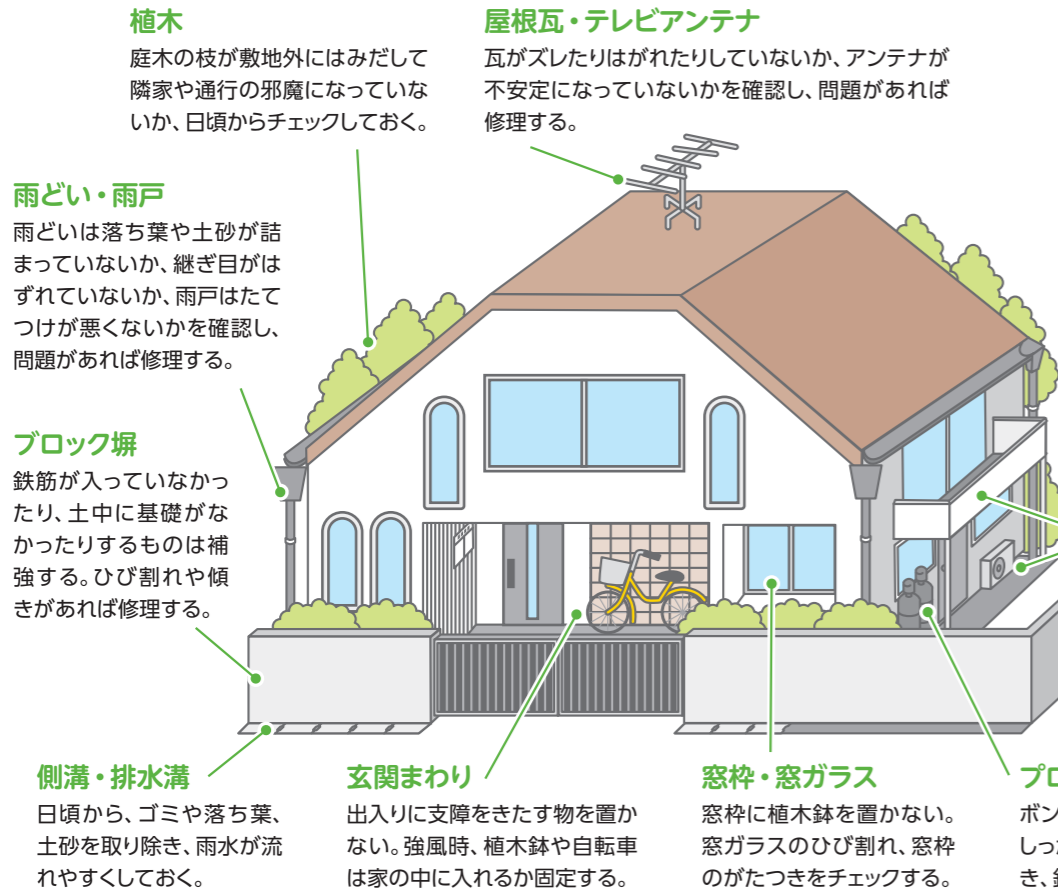 植木
庭木の枝が敷地外にはみだして
隣家や通行の邪魔になっていな
いか、日頃からチェックしておく。
屋根瓦・テレビアンテナ
瓦がズレたりはがれたりしていないか、アンテナが
不安定になっていないかを確認し、問題があれば
修理する。
雨どい・雨戸
雨どいは落ち葉や土砂が詰
まっていないか、継ぎ目がは
ずれていないか、雨戸はたて
つけが悪くないかを確認し、
問題があれば修理する。
ブロック塀
鉄筋が入っていなかっ
たり、土中に基礎がな
かったりするものは補
強する。ひび割れや傾
きがあれば修理する。
側溝・排水溝
日頃から、ゴミや落ち葉、
土砂を取り除き、雨水が流
れやすくしておく。
玄関まわり
出入りに支障をきたす物を置か
ない。強風時、植木鉢や自転車
は家の中に入れるか固定する。
窓枠・窓ガラス
窓枠に植木鉢を置かない。
窓ガラスのひび割れ、窓枠
のがたつきをチェックする。
プロ
ボン
しっ
き、